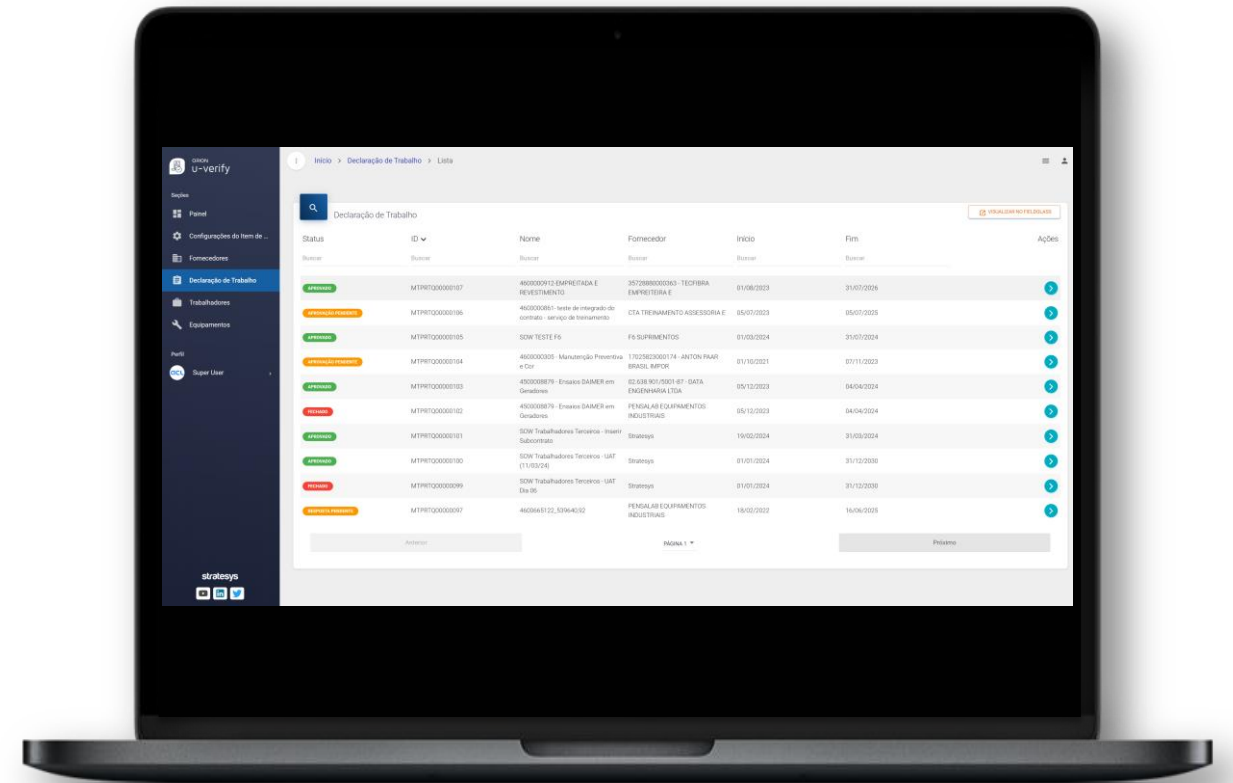 ORION
u-verify
Início > Declaração de Trabalho > Lista
Seções
Painel
Configurações do Item de ...
Fornecedores
Declaração de Trabalho
Trabalhadores
Equipamentos
Perfil
OCL
Super User
stratesys
Declaração de Trabalho
VISUALIZAR NO FIELDGLASS
Status ID Nome Fornecedor Início Fim Ações
Buscar Buscar Buscar Buscar Buscar Buscar
APROVADO MTPRTQ00000107 4600000912-EMPREITADA E REVESTIMENTO 35728888000363 - TECFIBRA EMPREITEIRA E 01/08/2023 31/07/2026
APROVAÇÃO PENDENTE MTPRTQ00000106 4600000861- teste de integrado do contrato - serviço de treinamento CTA TREINAMENTO ASSESSORIA E 05/07/2023 05/07/2025
APROVADO MTPRTQ00000105 SOW TESTE F6 F6 SUPRIMENTOS 01/03/2024 31/07/2024
APROVAÇÃO PENDENTE MTPRTQ00000104 4600000305 - Manutenção Preventiva e Cor 17025823000174 - ANTON PAAR BRASIL IMPOR 01/10/2021 07/11/2023
APROVADO MTPRTQ00000103 4500008879 - Ensaios DAIMER em Geradores 02.638.901/5001-87 - DATA ENGENHARIA LTDA 05/12/2023 04/04/2024
FECHADO MTPRTQ00000102 4500008879 - Ensaios DAIMER em Geradores PENSALAB EQUIPAMENTOS INDUSTRIAIS 05/12/2023 04/04/2024
APROVADO MTPRTQ00000101 SOW Trabalhadores Terceiros - Inserir Subcontrato Stratesys 19/02/2024 31/03/2024
APROVADO MTPRTQ00000100 SOW Trabalhadores Terceiros - UAT (11/03/24) Stratesys 01/01/2024 31/12/2030
FECHADO MTPRTQ00000099 SOW Trabalhadores Terceiros - UAT Dia 06 Stratesys 01/01/2024 31/12/2030
RESPOSTA PENDENTE MTPRTQ00000097 4600665122_53964032 PENSALAB EQUIPAMENTOS INDUSTRIAIS 18/02/2022 16/06/2025
Anterior PÁGINA 1 Próximo